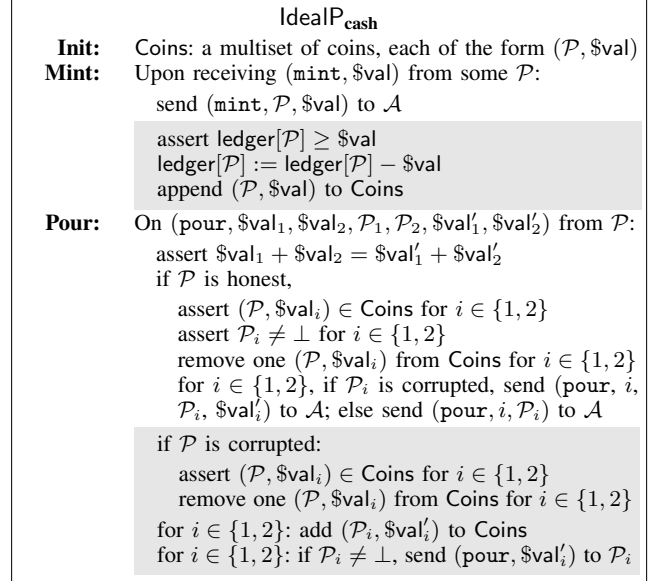 IdealP_cash
Init: Coins: a multiset of coins, each of the form (𝒫, $val)
Mint: Upon receiving (mint, $val) from some 𝒫:
send (mint, 𝒫, $val) to 𝒜
assert ledger[𝒫] ≥ $val
ledger[𝒫] := ledger[𝒫] − $val
append (𝒫, $val) to Coins
Pour: On (pour, $val₁, $val₂, 𝒫₁, 𝒫₂, $val′₁, $val′₂) from 𝒫:
assert $val₁ + $val₂ = $val′₁ + $val′₂
if 𝒫 is honest,
assert (𝒫, $valᵢ) ∈ Coins for i ∈ {1, 2}
assert 𝒫ᵢ ≠ ⊥ for i ∈ {1, 2}
remove one (𝒫, $valᵢ) from Coins for i ∈ {1, 2}
for i ∈ {1, 2}, if 𝒫ᵢ is corrupted, send (pour, i,
𝒫ᵢ, $val′ᵢ) to 𝒜; else send (pour, i, 𝒫ᵢ) to 𝒜
if 𝒫 is corrupted:
assert (𝒫, $valᵢ) ∈ Coins for i ∈ {1, 2}
remove one (𝒫, $valᵢ) from Coins for i ∈ {1, 2}
for i ∈ {1, 2}: add (𝒫ᵢ, $val′ᵢ) to Coins
for i ∈ {1, 2}: if 𝒫ᵢ ≠ ⊥, send (pour, $val′ᵢ) to 𝒫ᵢ